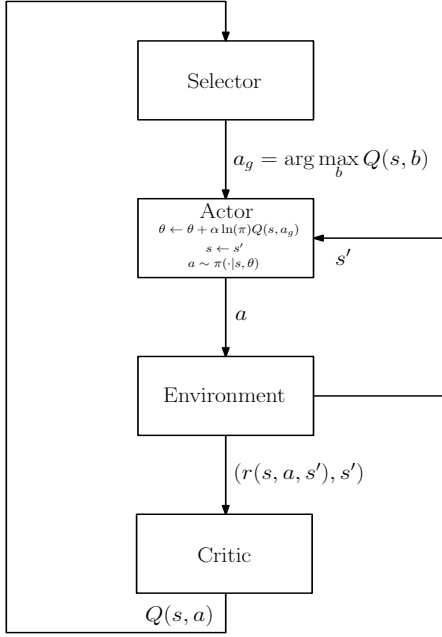 Selector
a_g = arg max_b Q(s, b)
Actor
θ ← θ + α ln(π)Q(s, a_g)
s ← s′
a ∼ π(·|s, θ)
s′
a
Environment
(r(s, a, s′), s′)
Critic
Q(s, a)